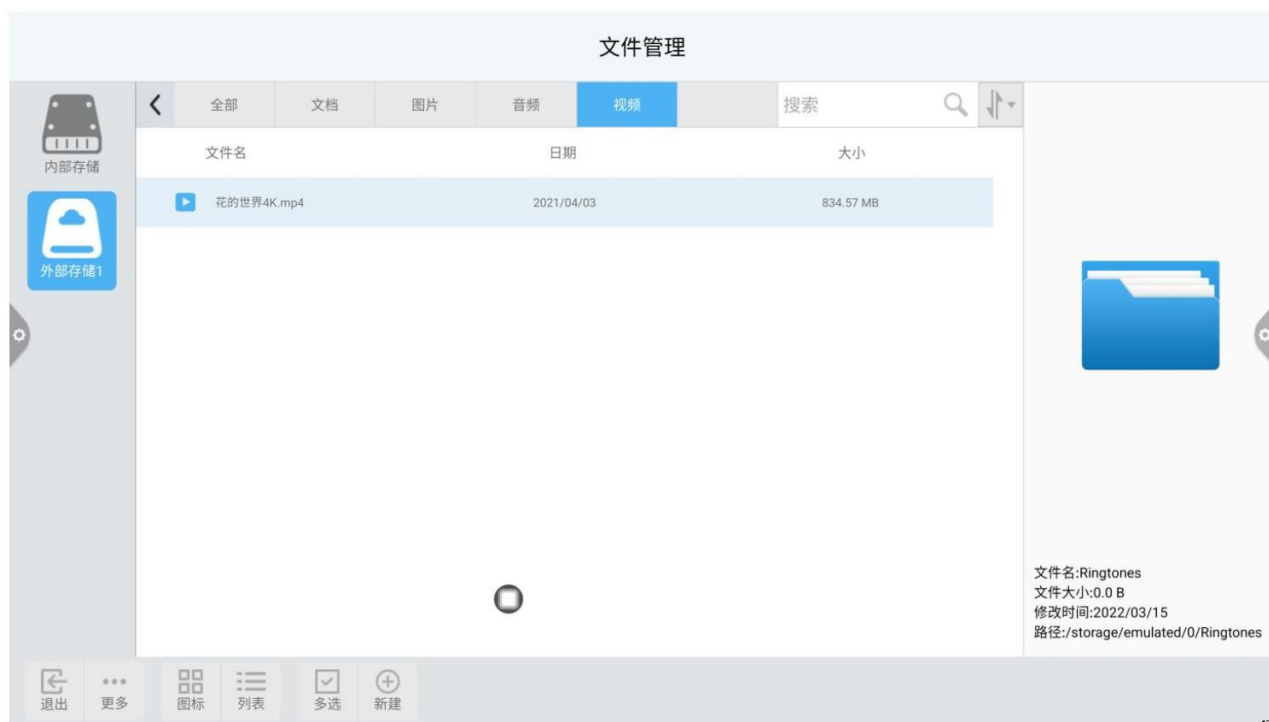 文件管理
内部存储
外部存储1
全部 文档 图片 音频 视频 搜索
文件名 日期 大小
花的世界4K.mp4 2021/04/03 834.57 MB
文件名:Ringtones
文件大小:0.0 B
修改时间:2022/03/15
路径:/storage/emulated/0/Ringtones
退出 更多 图标 列表 多选 新建